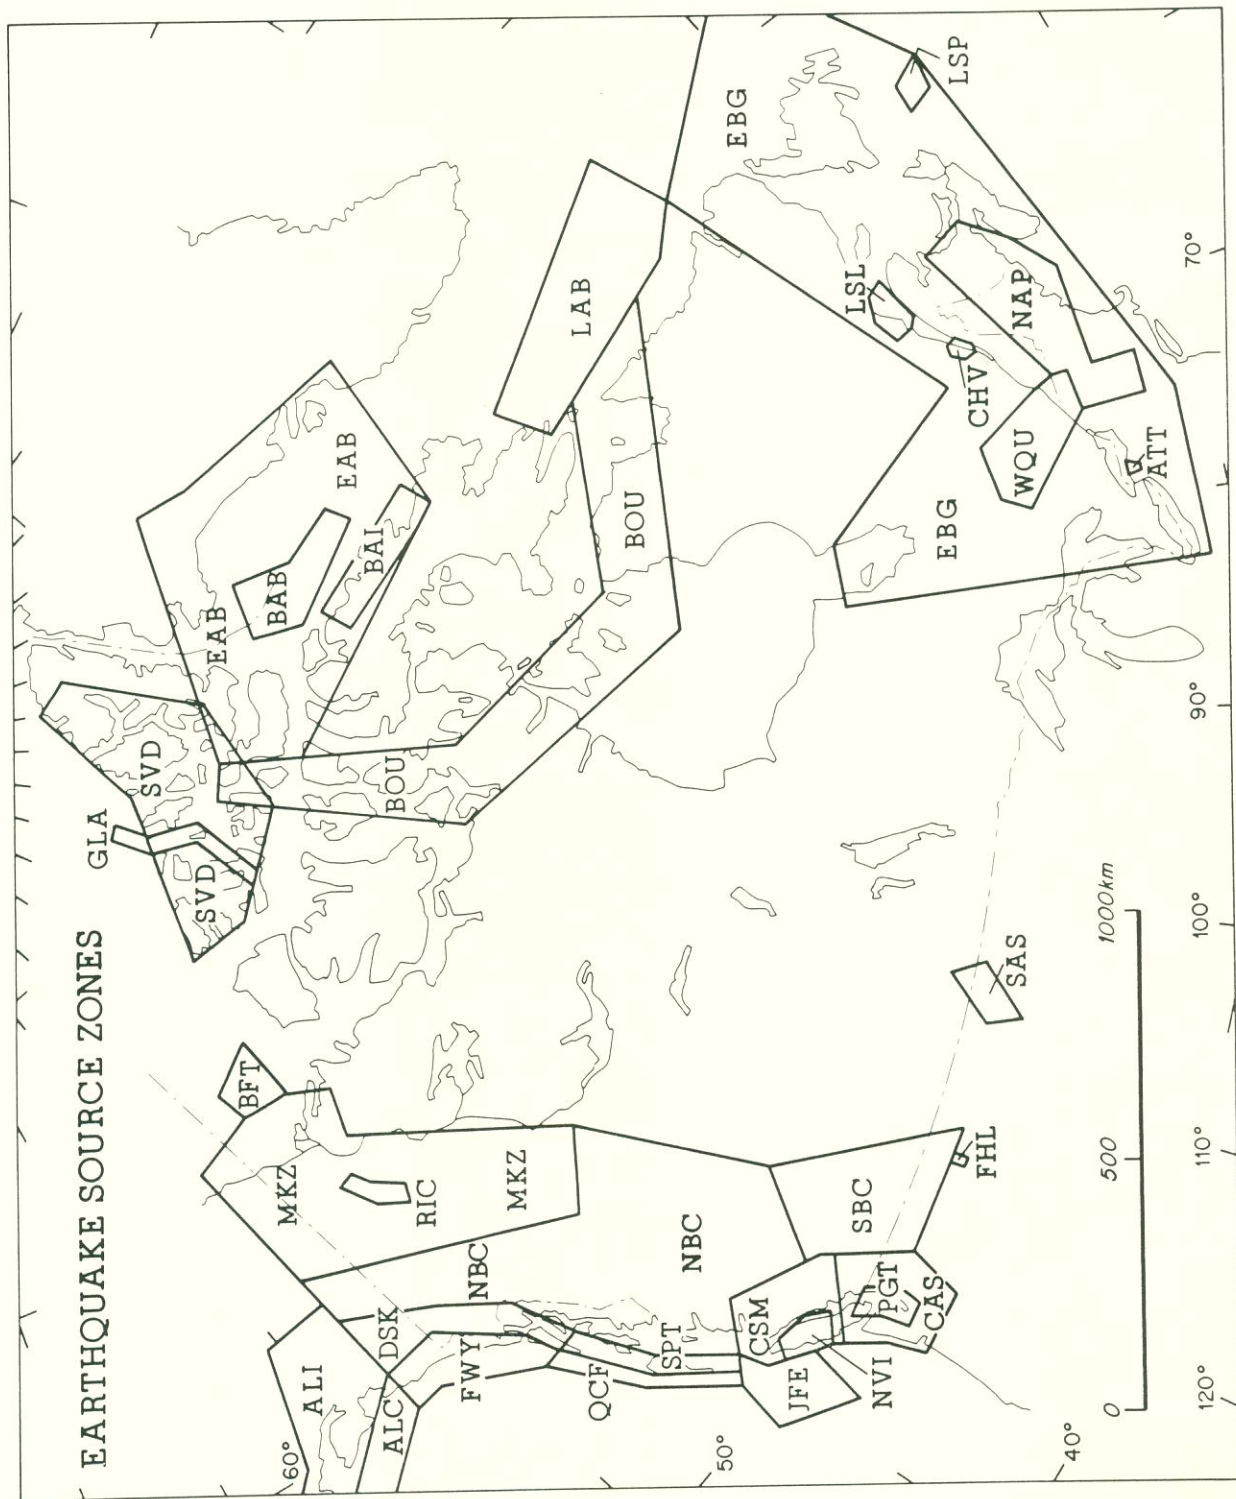 EARTHQUAKE SOURCE ZONES
GLA
SVD
SVD
EAB
EAB
BAB
BAI
BOU
BOU
LAB
EBG
EBG
LSP
LSL
NAP
CHV
WQU
ATT
BFT
MKZ
MKZ
RIC
NBC
NBC
ALI
ALC
DSK
FWY
QCF
SPT
CSM
JFE
NVI
SBC
PGT
CAS
FHL
SAS
0 500 1000km
60°
50°
40°
120°
110°
100°
90°
70°